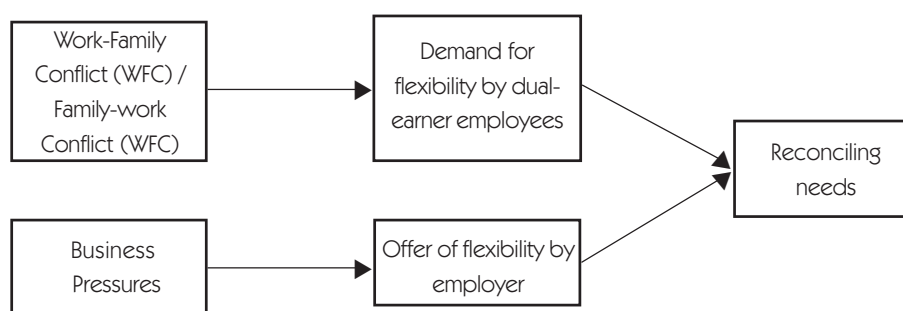 Work-Family
Conflict (WFC) /
Family-work
Conflict (WFC)
Demand for
flexibility by dual-
earner employees
Reconciling
needs
Business
Pressures
Offer of flexibility by
employer